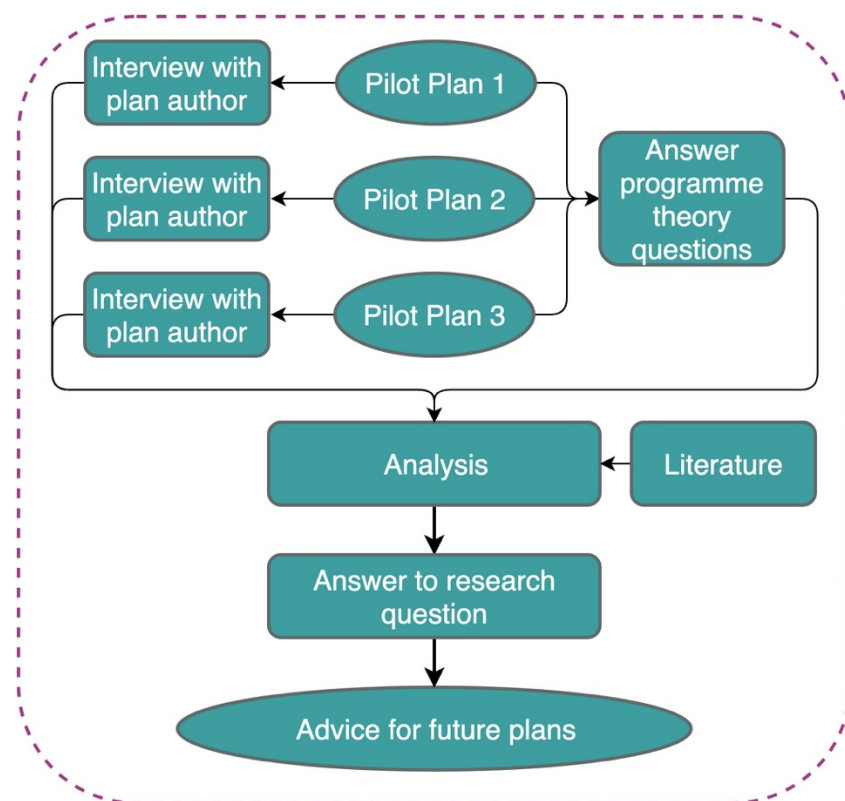 Interview with
plan author
Pilot Plan 1
Interview with
plan author
Pilot Plan 2
Answer
programme
theory
questions
Interview with
plan author
Pilot Plan 3
Analysis
Literature
Answer to research
question
Advice for future plans